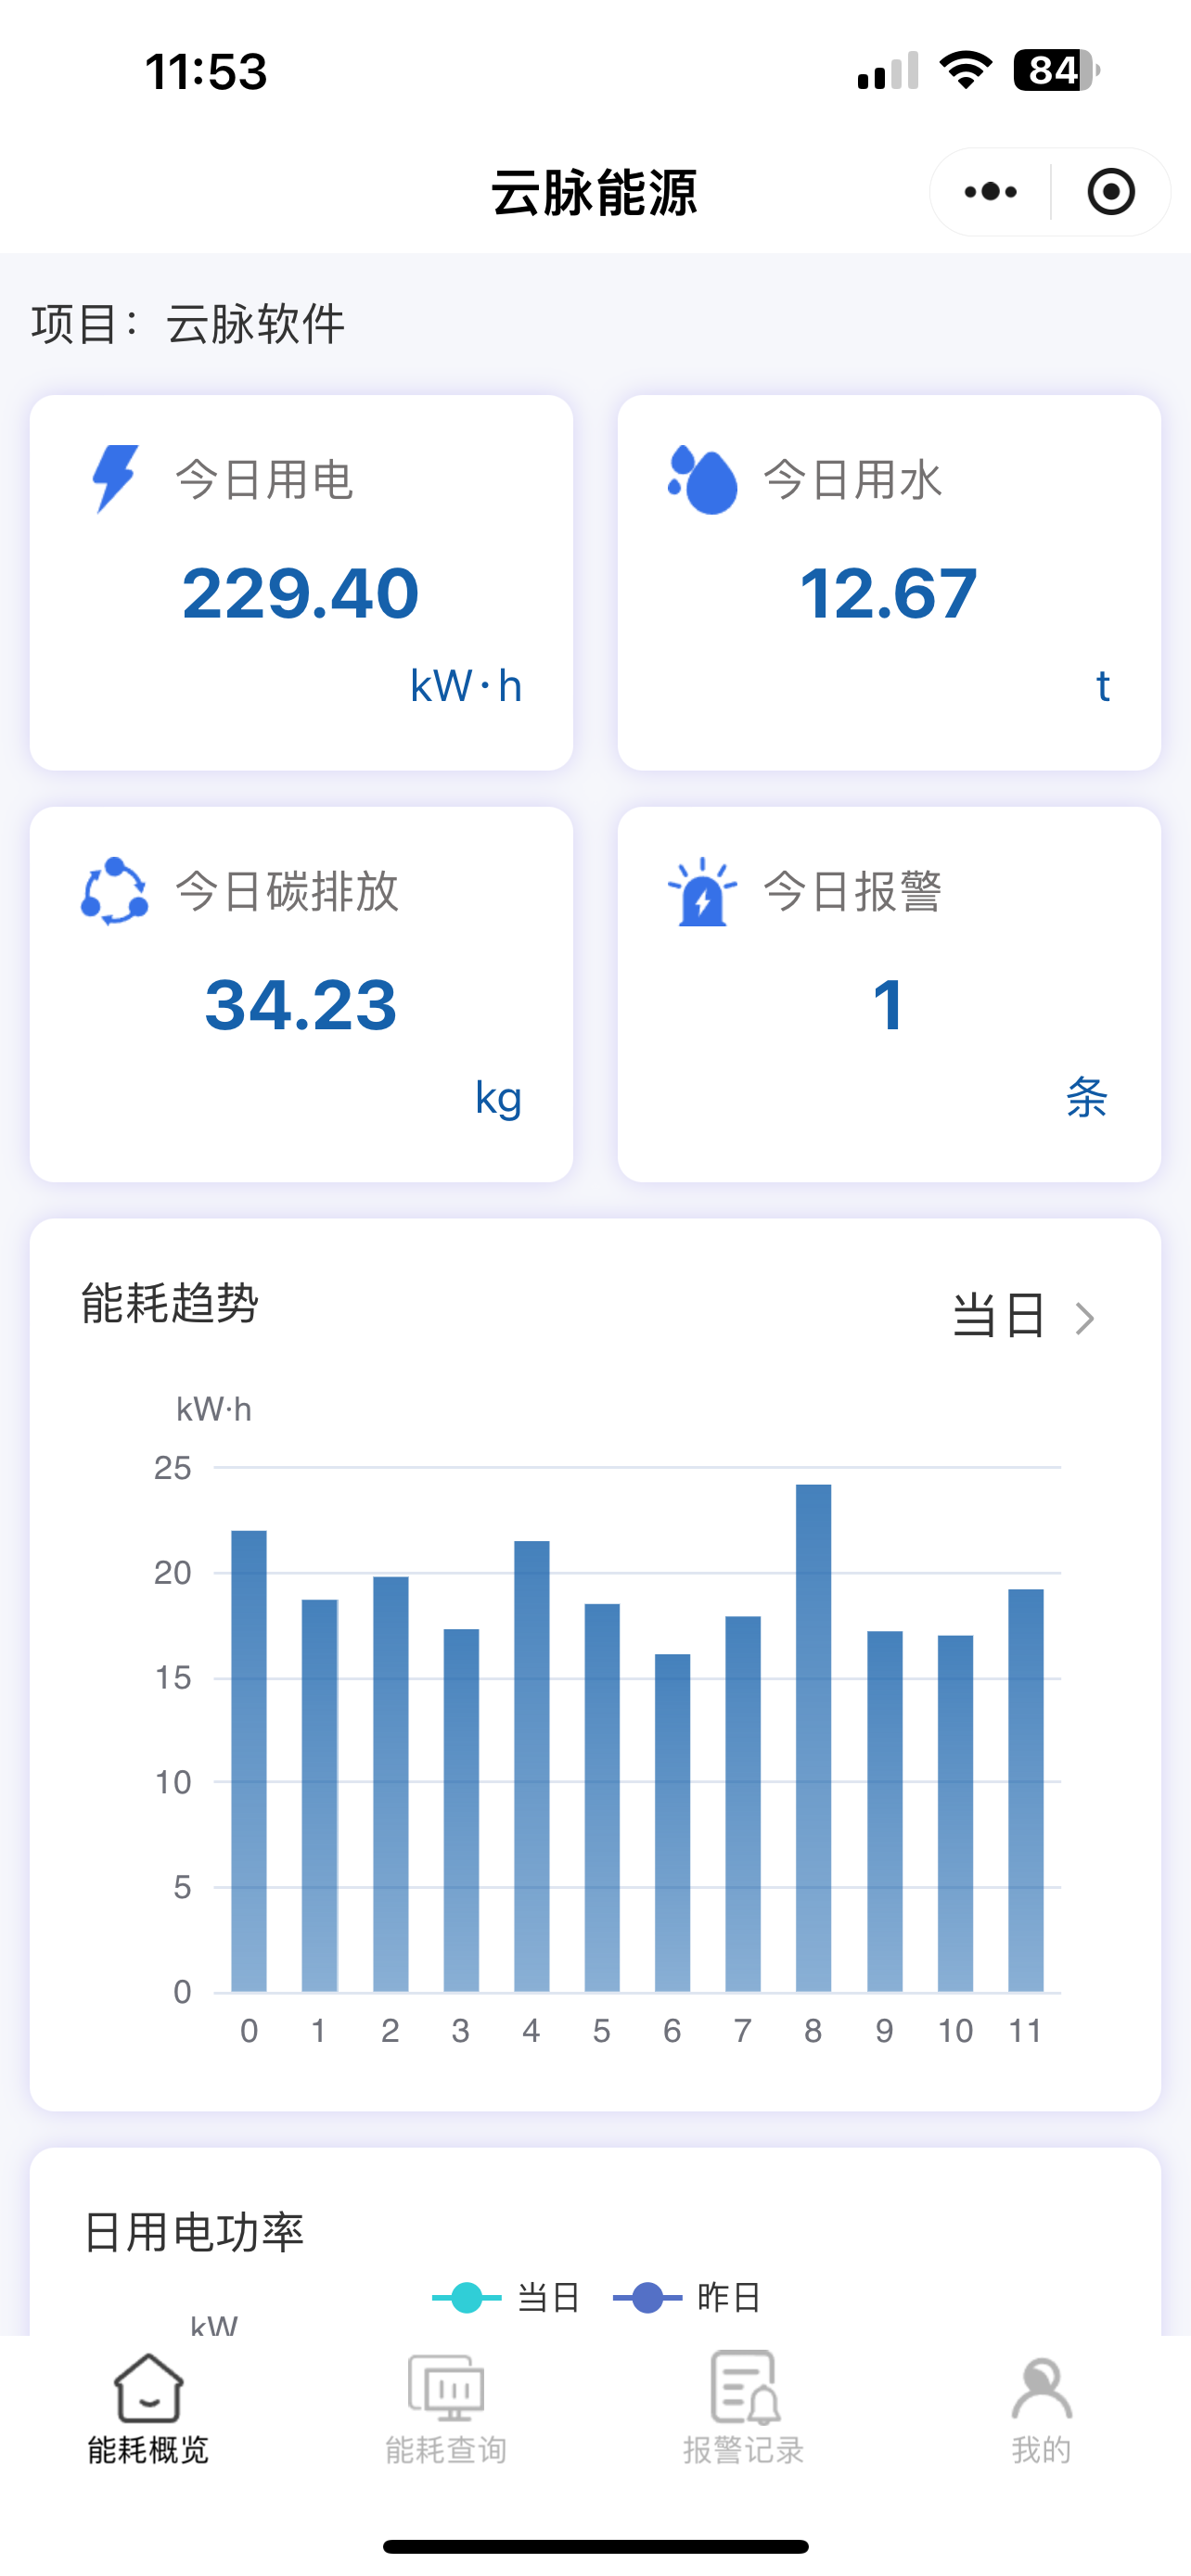 11:53
84
云脉能源
项目：云脉软件
今日用电
229.40
kW·h
今日用水
12.67
t
今日碳排放
34.23
kg
今日报警
1
条
能耗趋势
当日
kW·h
25
20
15
10
5
0
0 1 2 3 4 5 6 7 8 9 10 11
日用电功率
当日 昨日
kW
能耗概览 能耗查询 报警记录 我的